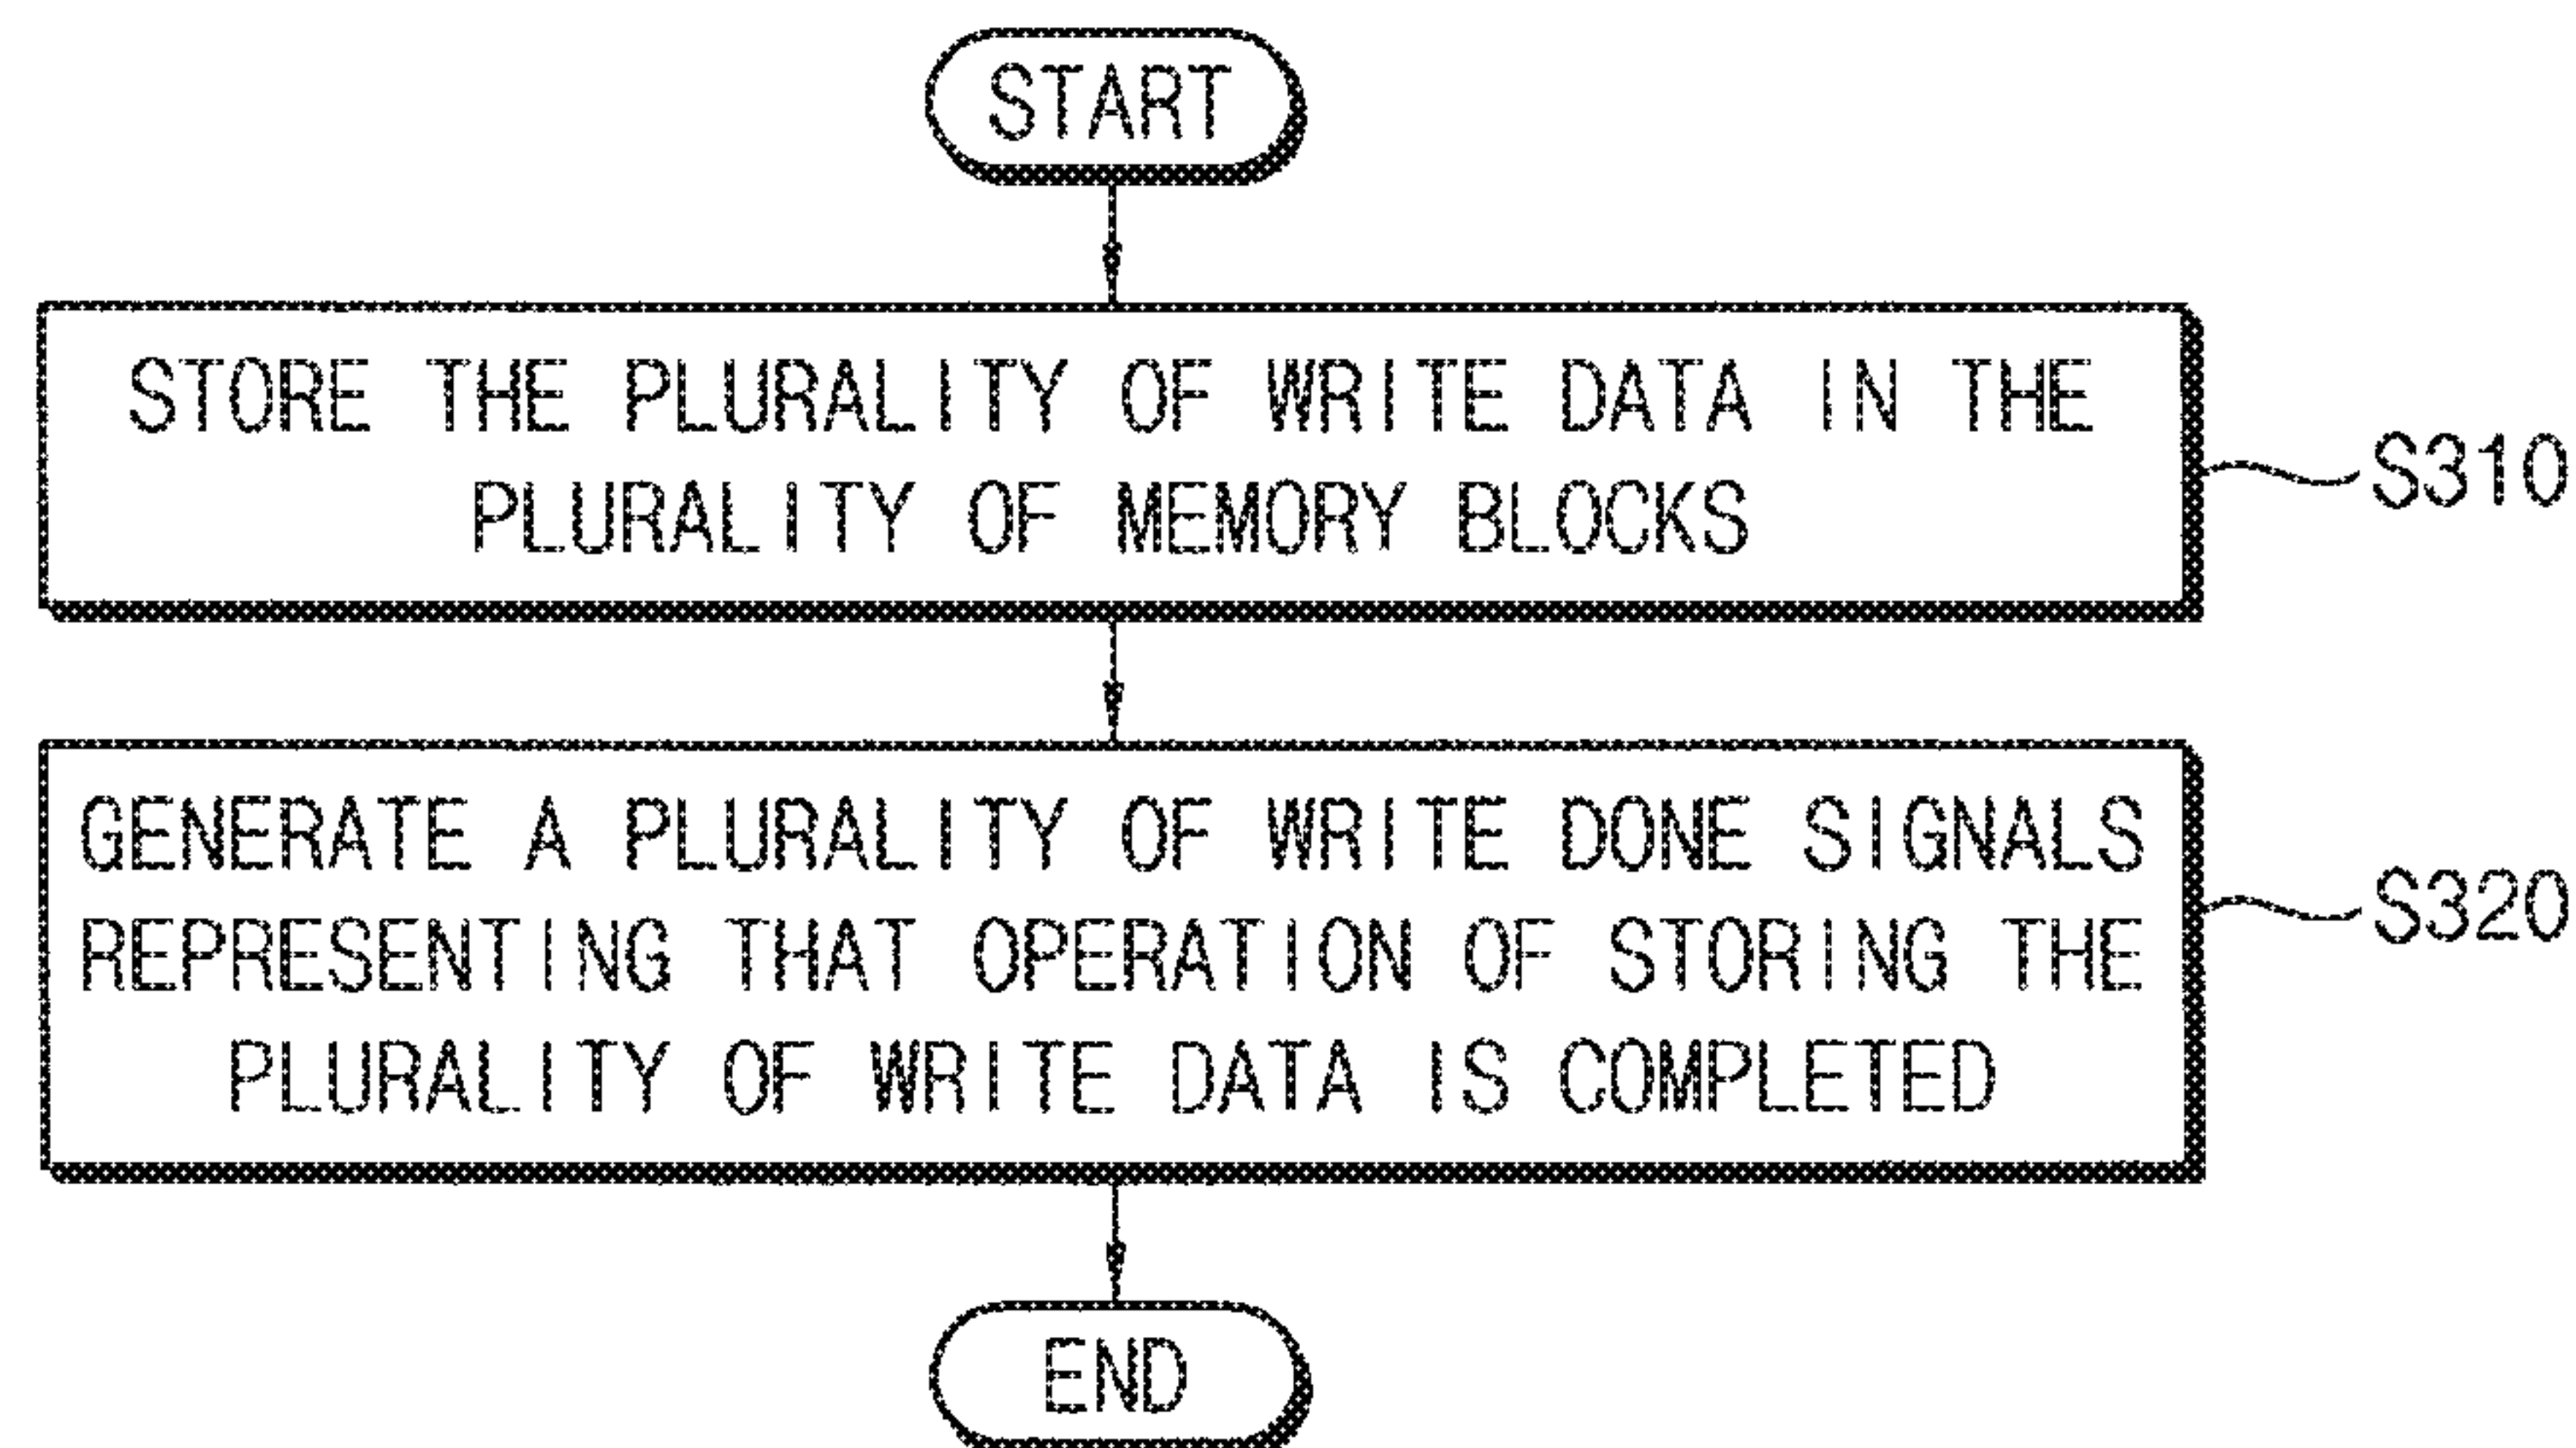 START
STORE THE PLURALITY OF WRITE DATA IN THE
PLURALITY OF MEMORY BLOCKS
S310
GENERATE A PLURALITY OF WRITE DONE SIGNALS
REPRESENTING THAT OPERATION OF STORING THE
PLURALITY OF WRITE DATA IS COMPLETED
S320
END